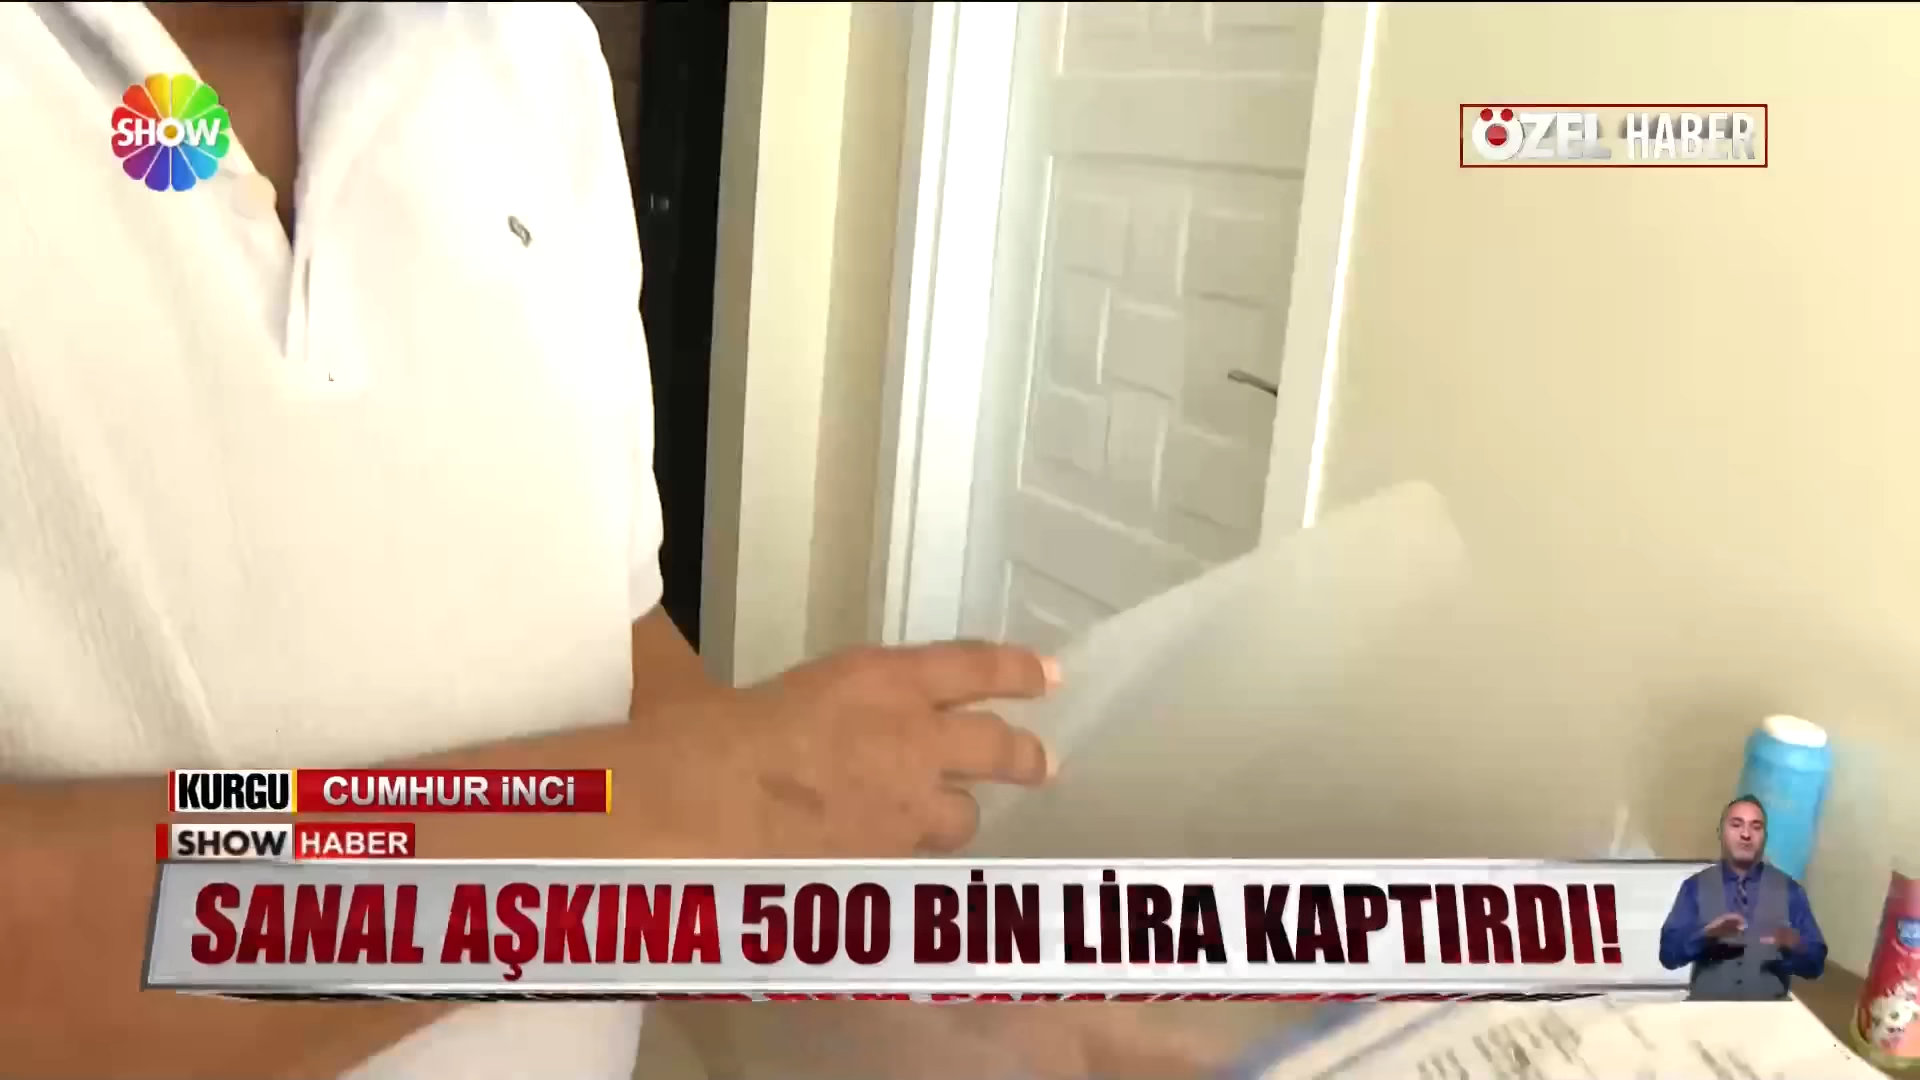 SHOW
ÖZEL HABER
KURGU CUMHUR İNCİ
SHOW HABER
SANAL AŞKINA 500 BİN LİRA KAPTIRDI!